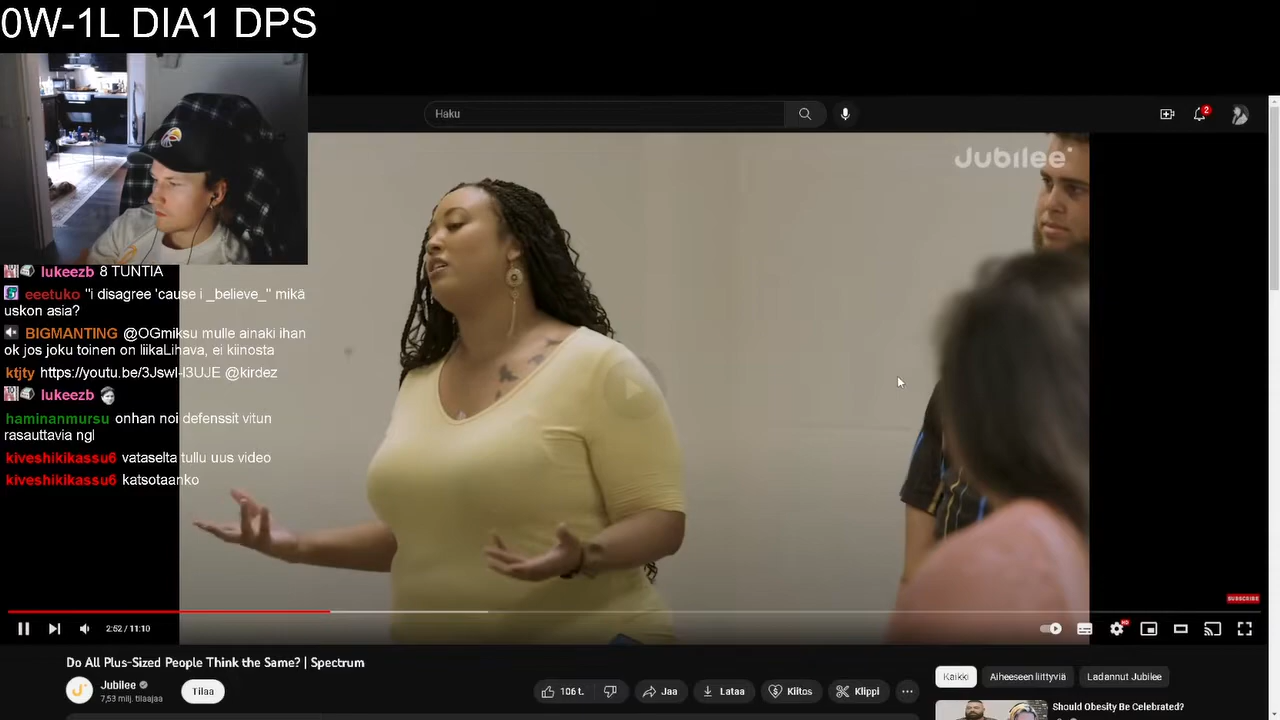 0W-1L DIA1 DPS
Haku
2
Jubilee
lukeezb 8 TUNTIA
eeetuko "i disagree 'cause i _believe_" mikä
uskon asia?
BIGMANTING @OGmiksu mulle ainaki ihan
ok jos joku toinen on liikaLihava, ei kiinosta
ktjty https://youtu.be/3Jswl-I3UJE @kirdez
lukeezb
haminanmursu onhan noi defenssit vitun
rasauttavia ngl
kiveshikikassu6 vataselta tullu uus video
kiveshikikassu6 katsotaanko
SUBSCRIBE
2:52 / 11:10
HD
Do All Plus-Sized People Think the Same? | Spectrum
Jubilee
7,53 milj. tilaajaa
Tilaa
106 t.
Jaa
Lataa
Kiitos
Klippi
Kaikki
Aiheeseen liittyviä
Ladannut Jubilee
Should Obesity Be Celebrated?